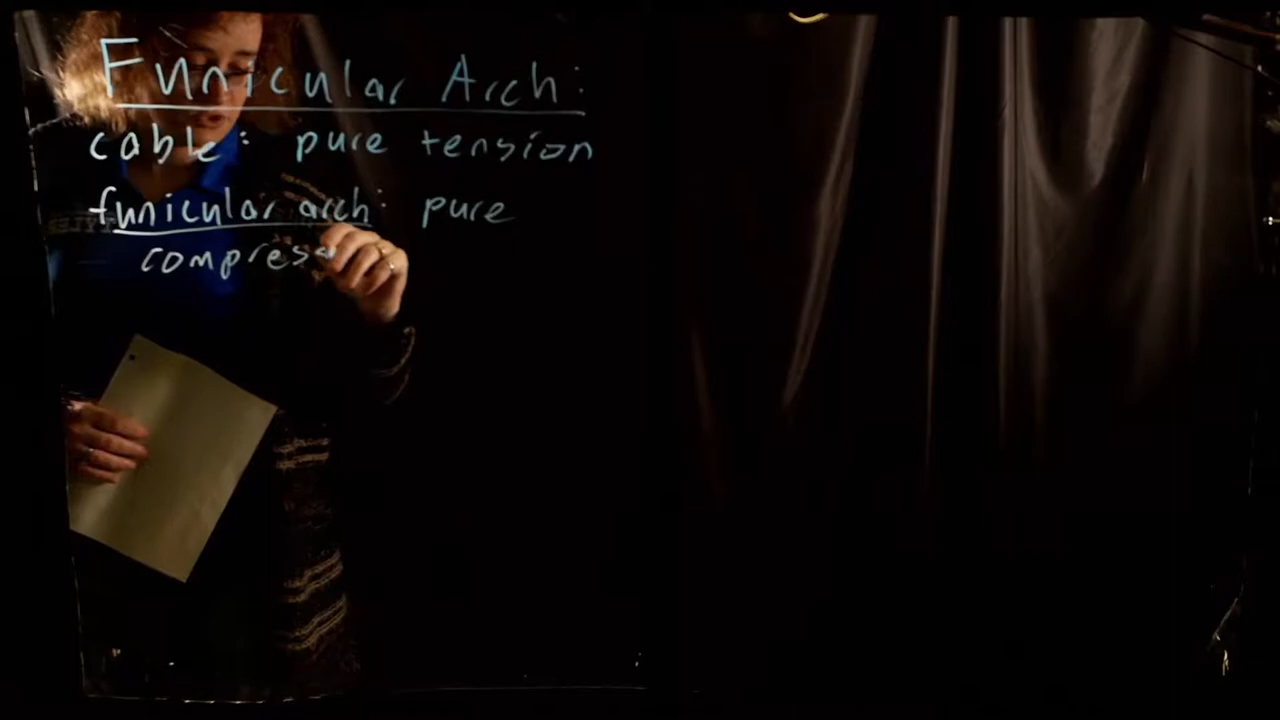 Funicular Arch:
cable: pure tension
funicular arch: pure
compres